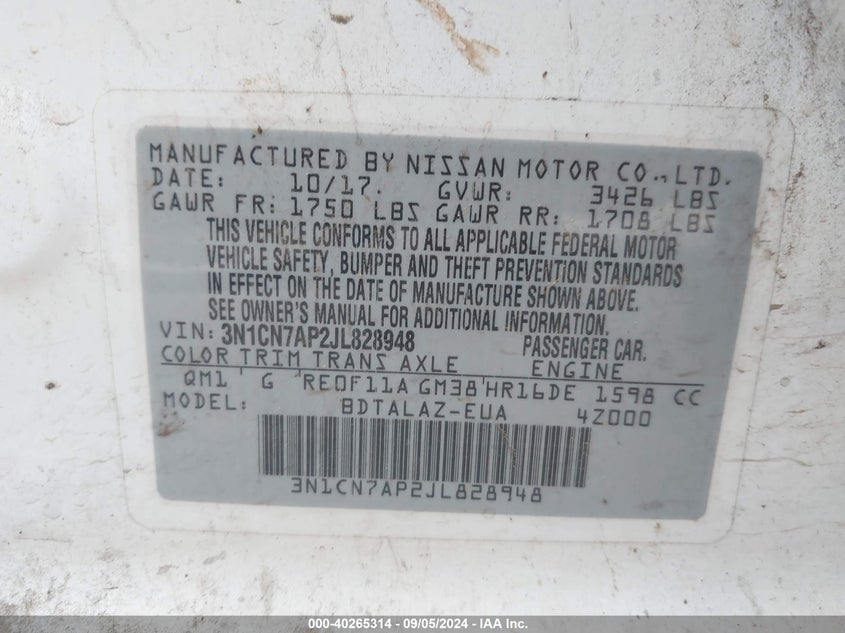 MANUFACTURED BY NISSAN MOTOR CO.,LTD.
DATE: 10/17. GVWR: 3426 LBS
GAWR FR: 1750 LBS GAWR RR: 1708 LBS
THIS VEHICLE CONFORMS TO ALL APPLICABLE FEDERAL MOTOR
VEHICLE SAFETY, BUMPER AND THEFT PREVENTION STANDARDS
IN EFFECT ON THE DATE OF MANUFACTURE SHOWN ABOVE.
SEE OWNER'S MANUAL FOR ADDITIONAL INFORMATION.
VIN: 3N1CN7AP2JL828948 PASSENGER CAR.
COLOR TRIM TRANS AXLE ENGINE
QM1 G RE0F11A GM38 HR16DE 1598 CC
MODEL: BDTALAZ-EUA 4Z000
3N1CN7AP2JL828948
000-40265314 - 09/05/2024 - IAA Inc.